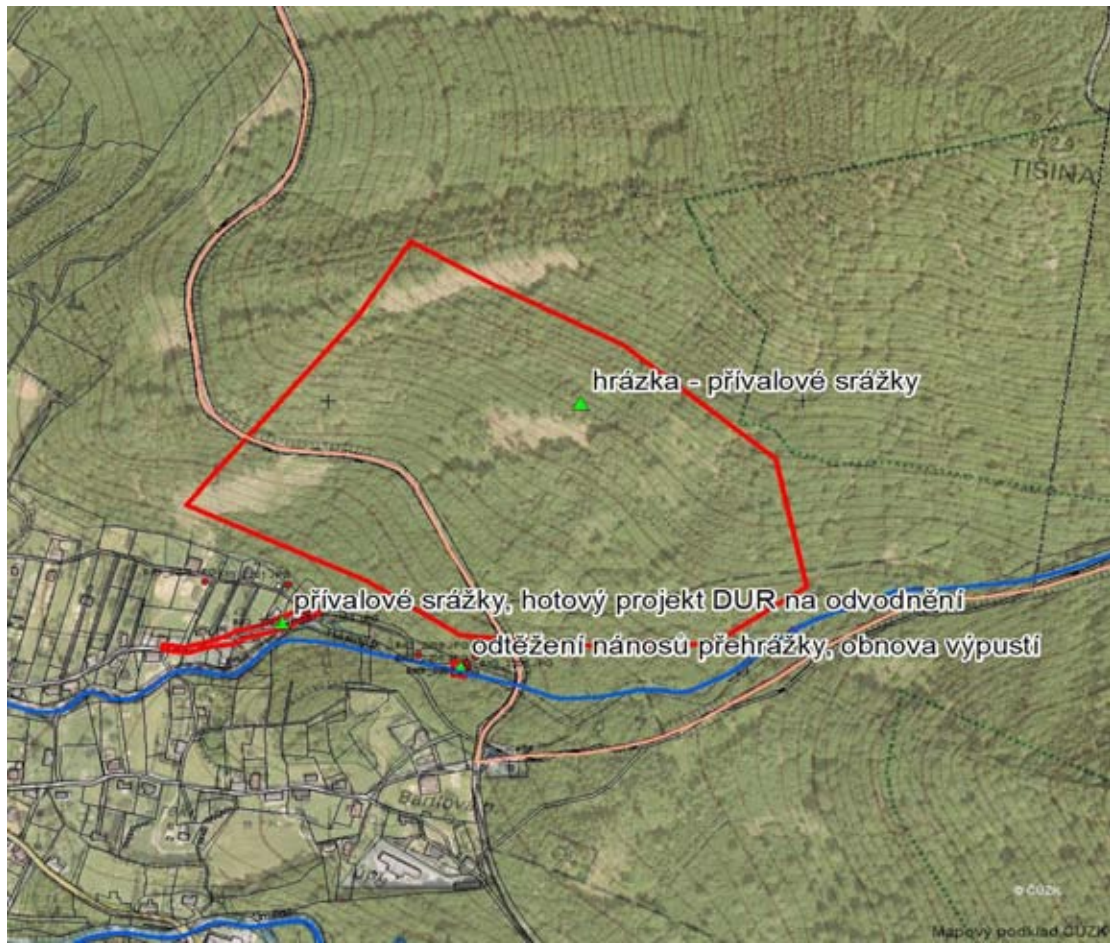 TIŠINA
hrázka - přívalové srážky
přívalové srážky, hotový projekt DUR na odvodnění
odtěžení nánosů přehrážky, obnova výpustí
© ČÚZK
Mapový podklad ČÚZK